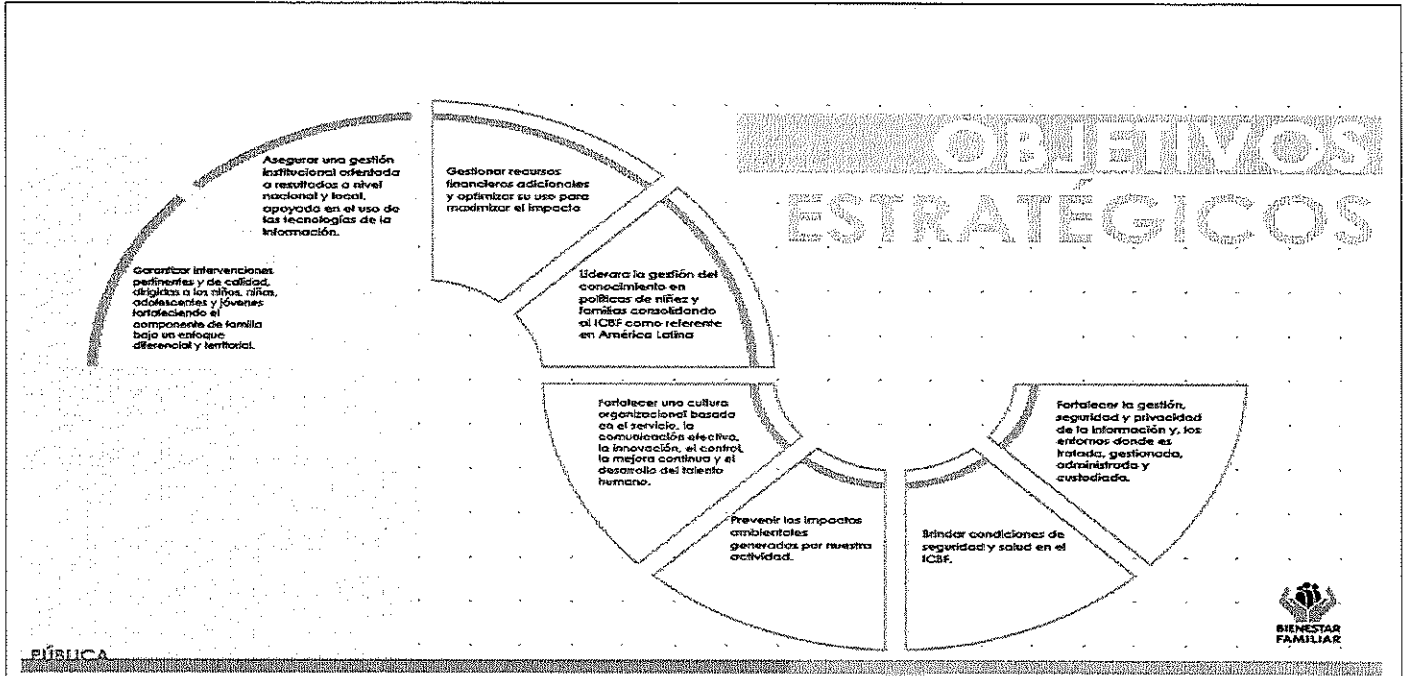 OBJETIVOS
ESTRATÉGICOS
Garantizar intervenciones
pertinentes y de calidad,
dirigidas a los niños, niñas,
adolescentes y jóvenes
fortaleciendo el
componente de familia
bajo un enfoque
diferencial y territorial.
Asegurar una gestión
institucional orientada
a resultados a nivel
nacional y local,
apoyada en el uso de
las tecnologías de la
información.
Gestionar recursos
financieros adicionales
y optimizar su uso para
maximizar el impacto
Liderara la gestión del
conocimiento en
políticas de niñez y
familias consolidando
al ICBF como referente
en América Latina
Fortalecer una cultura
organizacional basada
en el servicio, la
comunicación efectiva,
la innovación, el control,
la mejora continua y el
desarrollo del talento
humano.
Prevenir los impactos
ambientales
generados por nuestra
actividad.
Brindar condiciones de
seguridad y salud en el
ICBF.
Fortalecer la gestión,
seguridad y privacidad
de la información y, los
entornos donde es
tratada, gestionada,
administrada y
custodiada.
BIENESTAR
FAMILIAR
PÚBLICA